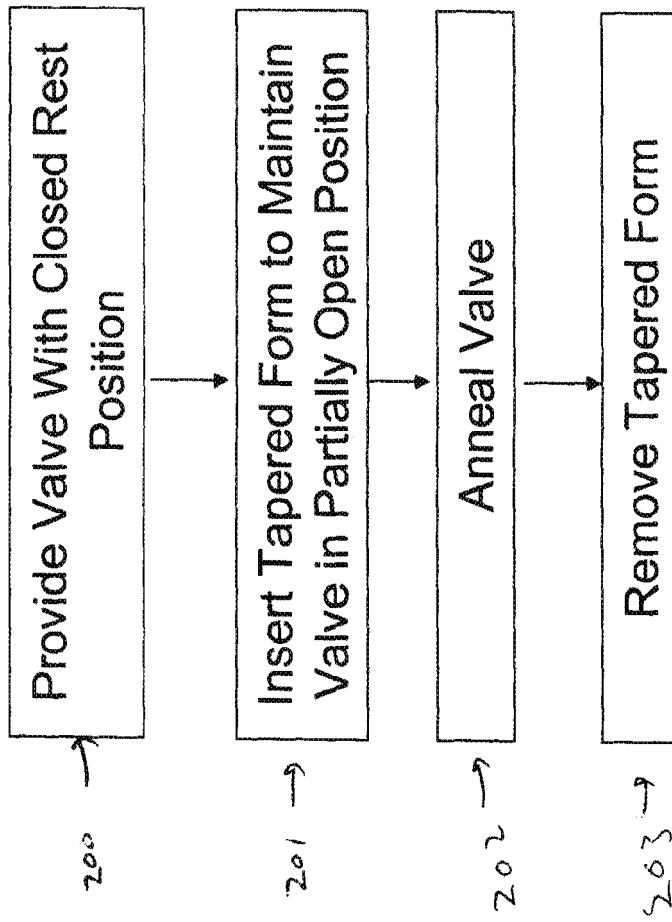 200
Provide Valve With Closed Rest
Position
201
Insert Tapered Form to Maintain
Valve in Partially Open Position
202
Anneal Valve
203
Remove Tapered Form